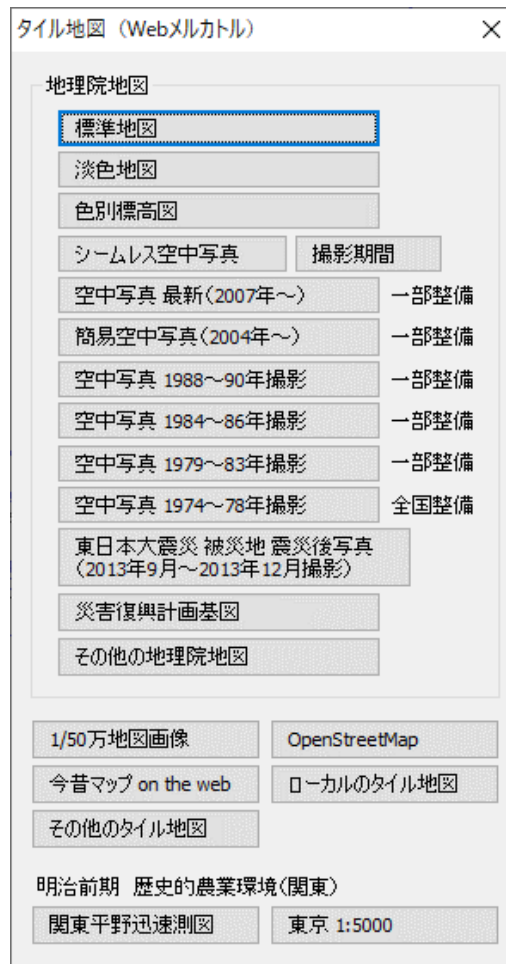 タイル地図（Webメルカトル）
地理院地図
標準地図
淡色地図
色別標高図
シームレス空中写真 撮影期間
空中写真 最新(2007年～) 一部整備
簡易空中写真(2004年～) 一部整備
空中写真 1988～90年撮影 一部整備
空中写真 1984～86年撮影 一部整備
空中写真 1979～83年撮影 一部整備
空中写真 1974～78年撮影 全国整備
東日本大震災 被災地 震災後写真
(2013年9月～2013年12月撮影)
災害復興計画基図
その他の地理院地図
1/50万地図画像 OpenStreetMap
今昔マップ on the web ローカルのタイル地図
その他のタイル地図
明治前期 歴史的農業環境(関東)
関東平野迅速測図 東京 1:5000